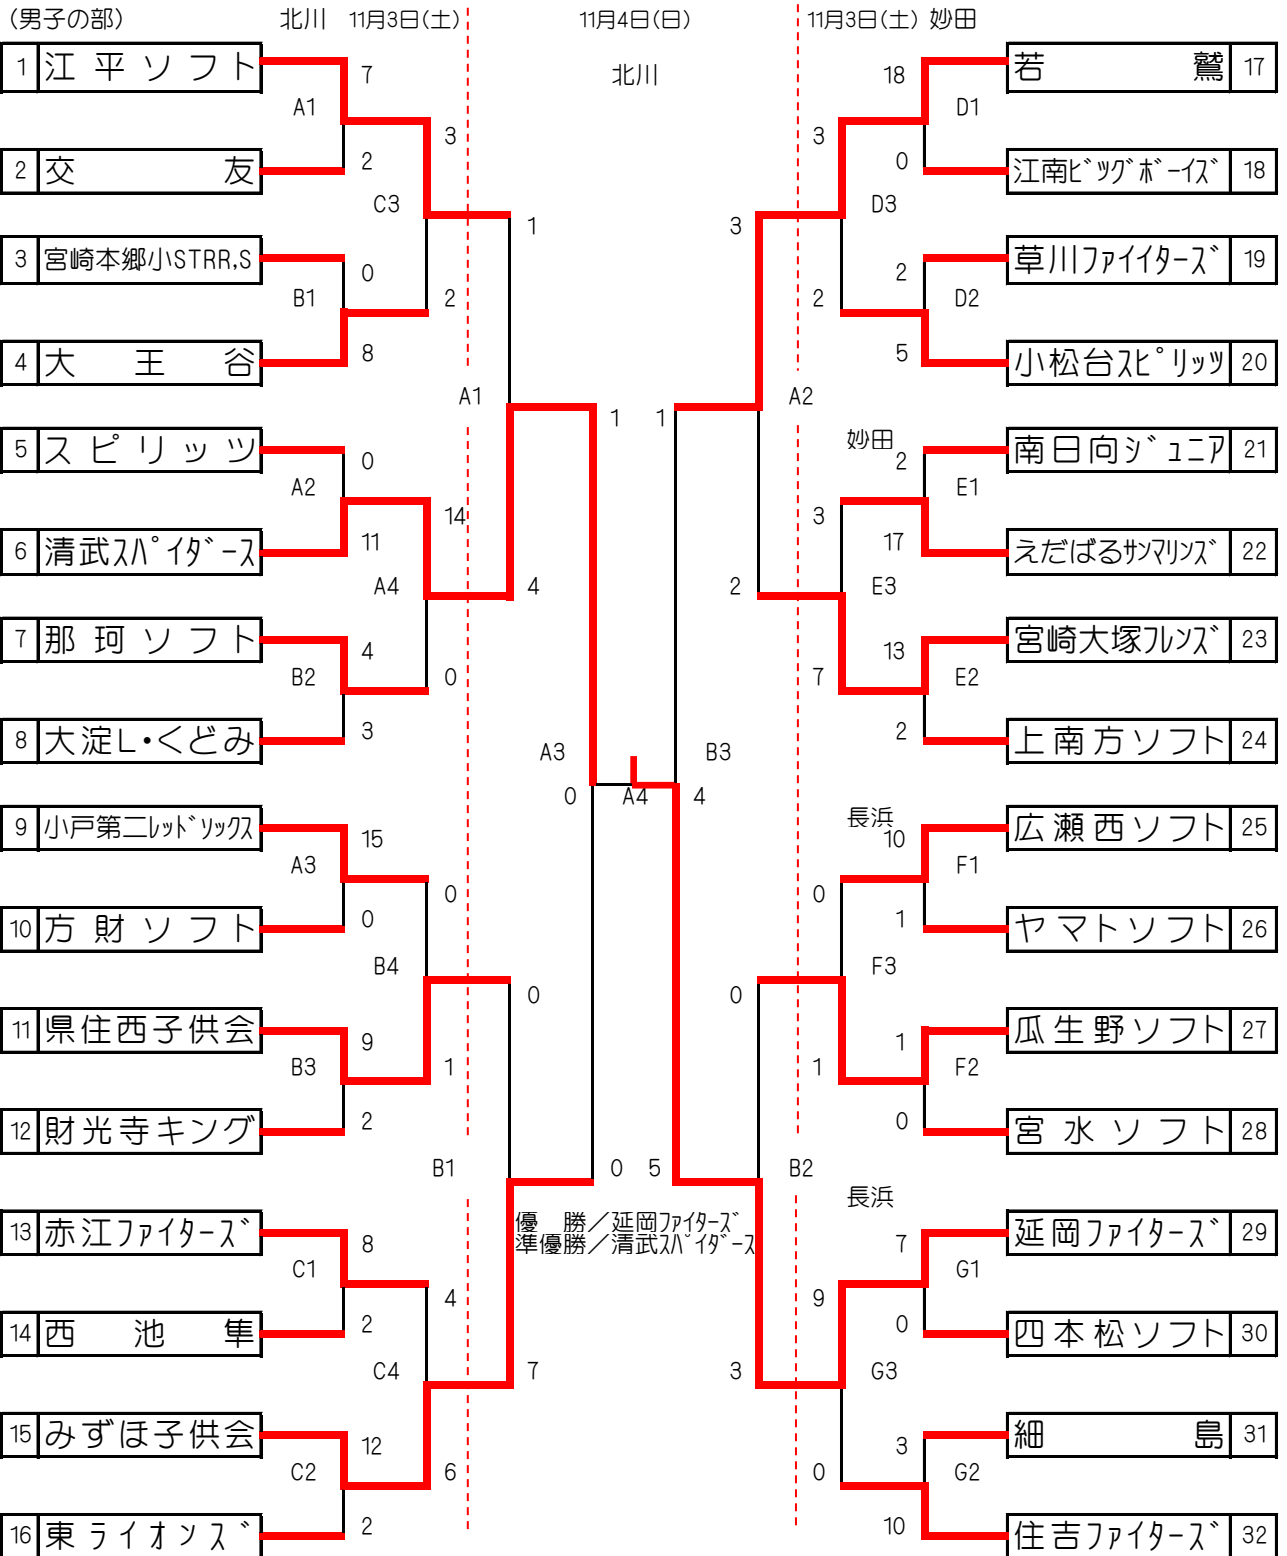 (男子の部) 北川 11月3日(土) 11月4日(日) 11月3日(土) 妙田
北川
1 江平ソフト 7 18 若鷲 17
A1 D1
3 3
2 交友 2 0 江南ビッグボーイズ 18
C3 D3
1 3
3 宮崎本郷小STRR,S 0 2 草川ファイイターズ 19
B1 2 2 D2
4 大王谷 8 5 小松台スピリッツ 20
A1 A2
1 1
妙田
5 スピリッツ 0 2 南日向ジュニア 21
A2 E1
14 3
6 清武スパイダース 11 17 えだばるサンマリンズ 22
A4 4 2 E3
7 那珂ソフト 4 13 宮崎大塚フレンズ 23
B2 0 7 E2
8 大淀L・くどみ 3 2 上南方ソフト 24
A3 B3
0 A4 4
長浜
9 小戸第二レッドソックス 15 10 広瀬西ソフト 25
A3 F1
0 0
10 方財ソフト 0 1 ヤマトソフト 26
B4 F3
0 0
11 県住西子供会 9 1 瓜生野ソフト 27
B3 1 1 F2
12 財光寺キング 2 0 宮水ソフト 28
B1 0 5 B2
長浜
優 勝／延岡ファイターズ
準優勝／清武スパイダース
13 赤江ファイターズ 8 7 延岡ファイターズ 29
C1 G1
4 9
14 西池隼 2 0 四本松ソフト 30
C4 7 3 G3
15 みずほ子供会 12 3 細島 31
C2 6 0 G2
16 東ライオンズ 2 10 住吉ファイターズ 32